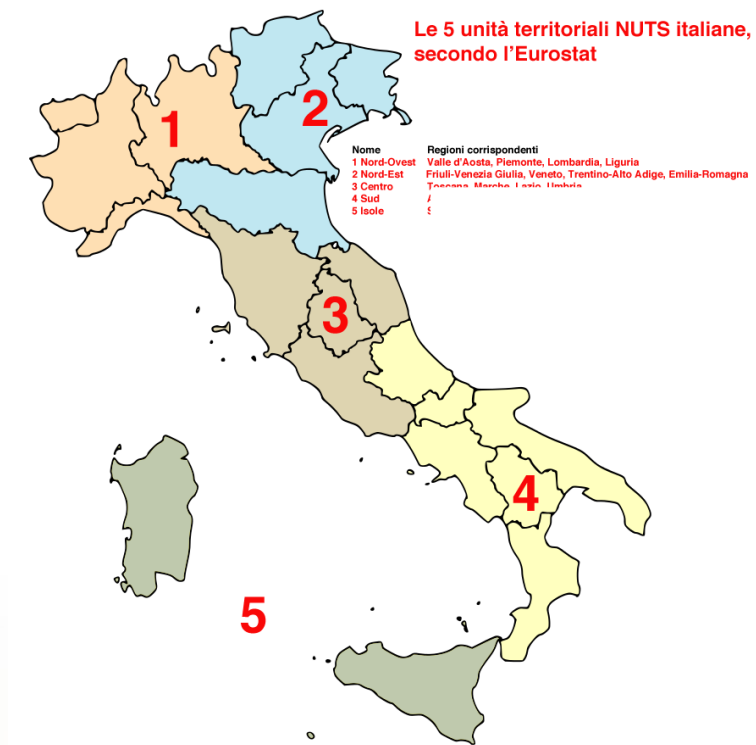 Le 5 unità territoriali NUTS italiane,
secondo l'Eurostat
1
2
Nome Regioni corrispondenti
1 Nord-Ovest Valle d'Aosta, Piemonte, Lombardia, Liguria
2 Nord-Est Friuli-Venezia Giulia, Veneto, Trentino-Alto Adige, Emilia-Romagna
3 Centro Toscana, Marche, Lazio, Umbria
4 Sud
5 Isole
3
4
5